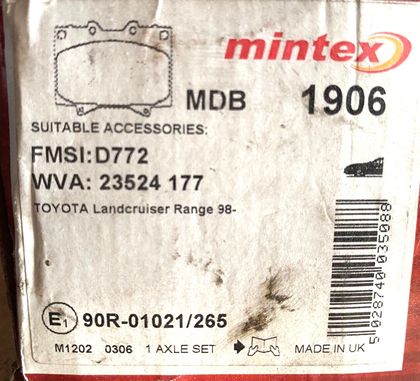 mintex
MDB 1906
SUITABLE ACCESSORIES:
FMSI:D772
WVA: 23524 177
TOYOTA Landcruiser Range 98-
5 028740 035088
E1 90R-01021/265
M1202 0306 1 AXLE SET MADE IN UK